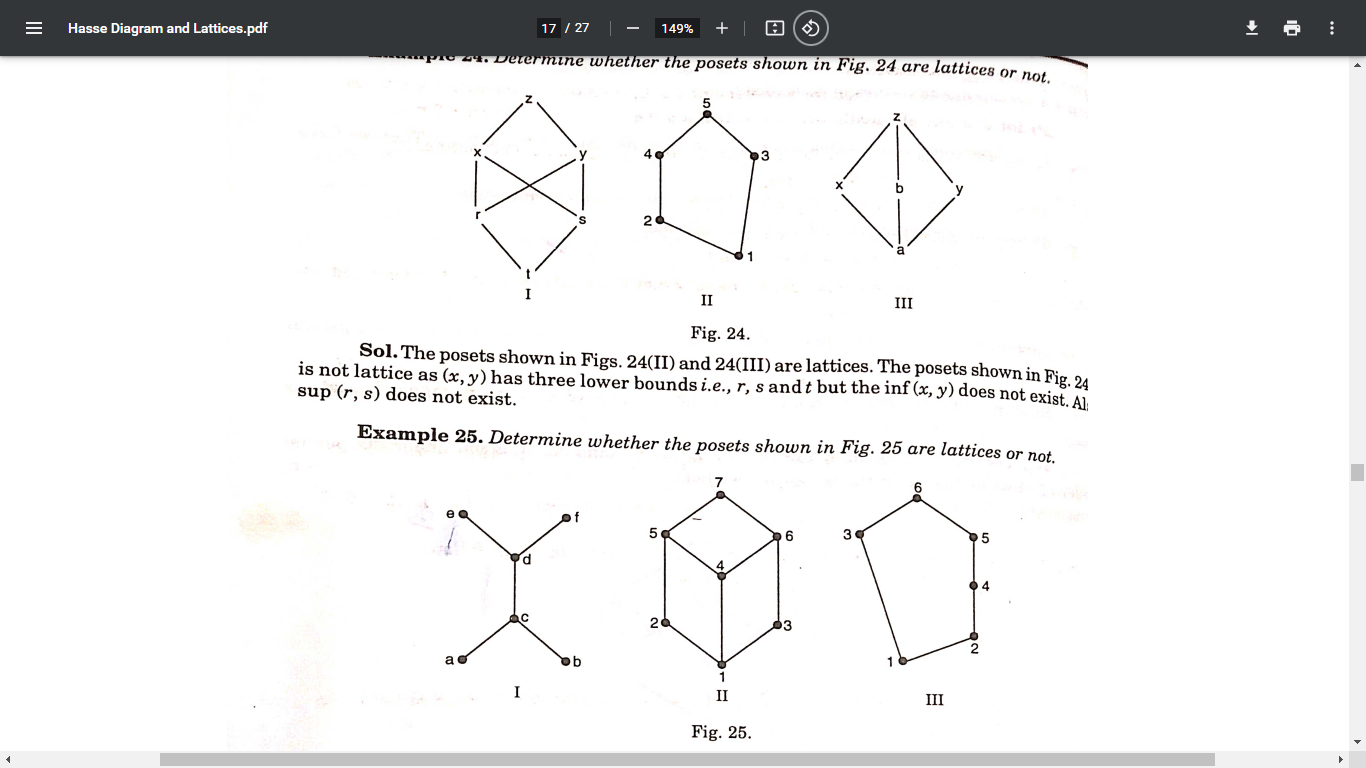 Hasse Diagram and Lattices.pdf
17 / 27
149%
24. Determine whether the posets shown in Fig. 24 are lattices or not.
z
x
y
r
s
t
I
5
4
3
2
1
II
z
x
b
y
a
III
Fig. 24.
Sol. The posets shown in Figs. 24(II) and 24(III) are lattices. The posets shown in Fig. 24
is not lattice as (x, y) has three lower bounds i.e., r, s and t but the inf (x, y) does not exist. Al
sup (r, s) does not exist.
Example 25. Determine whether the posets shown in Fig. 25 are lattices or not.
e
f
d
c
a
b
I
7
5
6
4
2
3
1
II
6
3
5
4
2
1
III
Fig. 25.